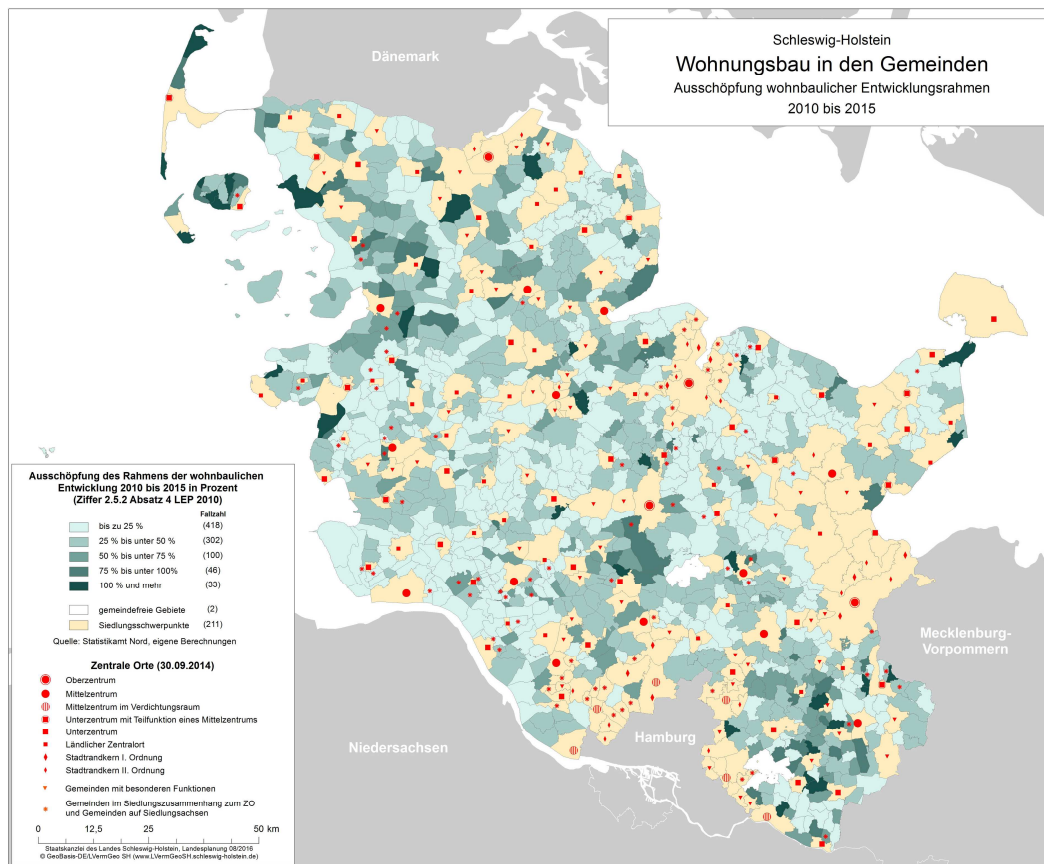 Schleswig-Holstein
Wohnungsbau in den Gemeinden
Ausschöpfung wohnbaulicher Entwicklungsrahmen
2010 bis 2015
Dänemark
Ausschöpfung des Rahmens der wohnbaulichen
Entwicklung 2010 bis 2015 in Prozent
(Ziffer 2.5.2 Absatz 4 LEP 2010)
Fallzahl
bis zu 25 % (418)
25 % bis unter 50 % (302)
50 % bis unter 75 % (100)
75 % bis unter 100% (46)
100 % und mehr (33)
gemeindefreie Gebiete (2)
Siedlungsschwerpunkte (211)
Quelle: Statistikamt Nord, eigene Berechnungen
Zentrale Orte (30.09.2014)
Oberzentrum
Mittelzentrum
Mittelzentrum im Verdichtungsraum
Unterzentrum mit Teilfunktion eines Mittelzentrums
Unterzentrum
Ländlicher Zentralort
Stadtrandkern I. Ordnung
Stadtrandkern II. Ordnung
Gemeinden mit besonderen Funktionen
Gemeinden im Siedlungszusammenhang zum ZO
und Gemeinden auf Siedlungsachsen
0 12,5 25 50 km
Staatskanzlei des Landes Schleswig-Holstein, Landesplanung 08/2016
© GeoBasis-DE/LVermGeo SH (www.LVermGeoSH.schleswig-holstein.de)
Mecklenburg-
Vorpommern
Niedersachsen
Hamburg